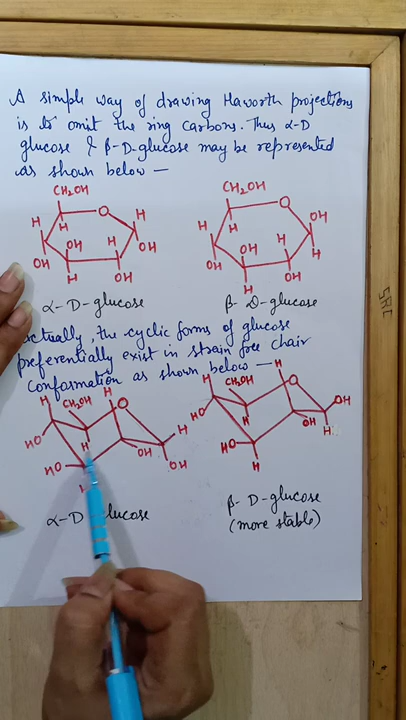 A simple way of drawing Haworth projections
is to omit the ring carbons. Thus α-D
glucose & β-D-glucose may be represented
as shown below —
CH₂OH
H
O
H
H
OH
H
OH
OH
H
OH
CH₂OH
H
O
OH
H
OH
H
OH
H
OH
H
α-D-glucose
β-D-glucose
ctually, the cyclic forms of glucose
preferentially exist in strain free chair
conformation as shown below —
H
CH₂OH
H
O
HO
H
H
HO
OH
OH
H
H
CH₂OH
H
O
HO
H
OH
HO
OH
H
H
α-D lucose
β-D-glucose
(more stable)